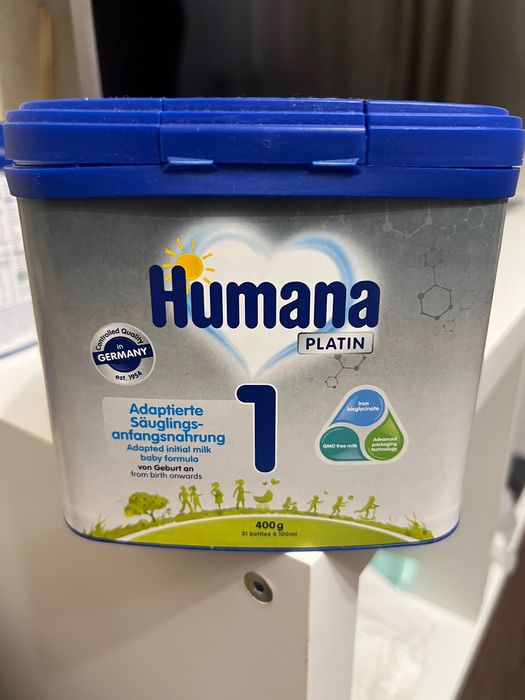 Humana
PLATIN
Controlled Quality
in
GERMANY
est. 1954
1
Adaptierte
Säuglings-
anfangsnahrung
Adapted initial milk
baby formula
von Geburt an
from birth onwards
Iron
bisglycinate
GMO free milk
Advanced
packaging
technology
400g
31 bottles à 100ml